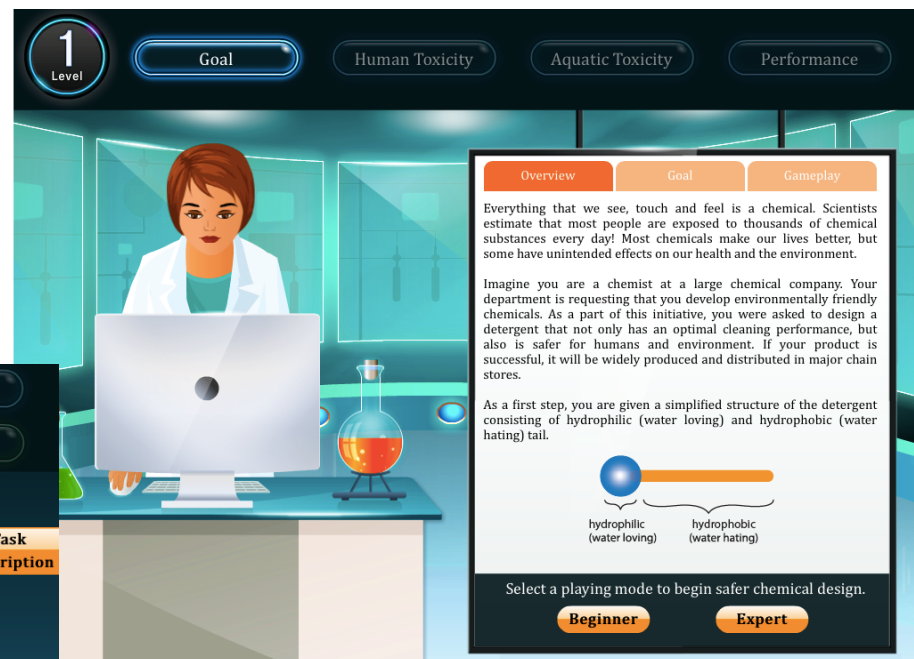 1
Level
Goal
Human Toxicity
Aquatic Toxicity
Performance
Overview
Goal
Gameplay
Everything that we see, touch and feel is a chemical. Scientists
estimate that most people are exposed to thousands of chemical
substances every day! Most chemicals make our lives better, but
some have unintended effects on our health and the environment.
Imagine you are a chemist at a large chemical company. Your
department is requesting that you develop environmentally friendly
chemicals. As a part of this initiative, you were asked to design a
detergent that not only has an optimal cleaning performance, but
also is safer for humans and environment. If your product is
successful, it will be widely produced and distributed in major chain
stores.
As a first step, you are given a simplified structure of the detergent
consisting of hydrophilic (water loving) and hydrophobic (water
hating) tail.
hydrophilic
(water loving)
hydrophobic
(water hating)
Select a playing mode to begin safer chemical design.
Beginner
Expert